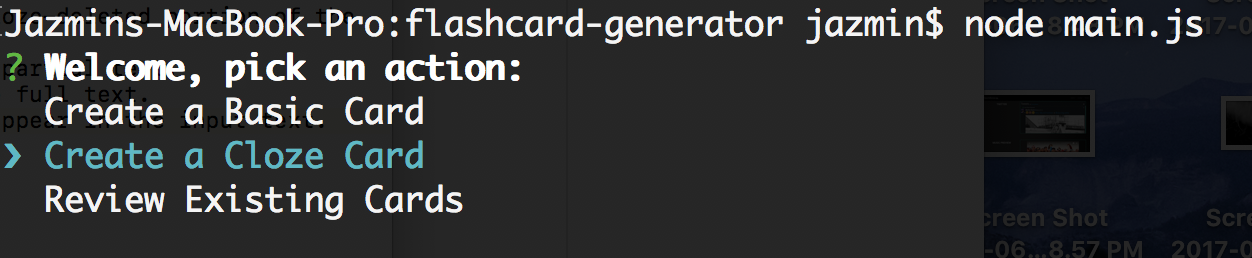 Jazmins-MacBook-Pro:flashcard-generator jazmin$ node main.js
? Welcome, pick an action:
full text.
Create a Basic Card
❯ Create a Cloze Card
Review Existing Cards
creen Shot
-06...8.57 PM
2017-0